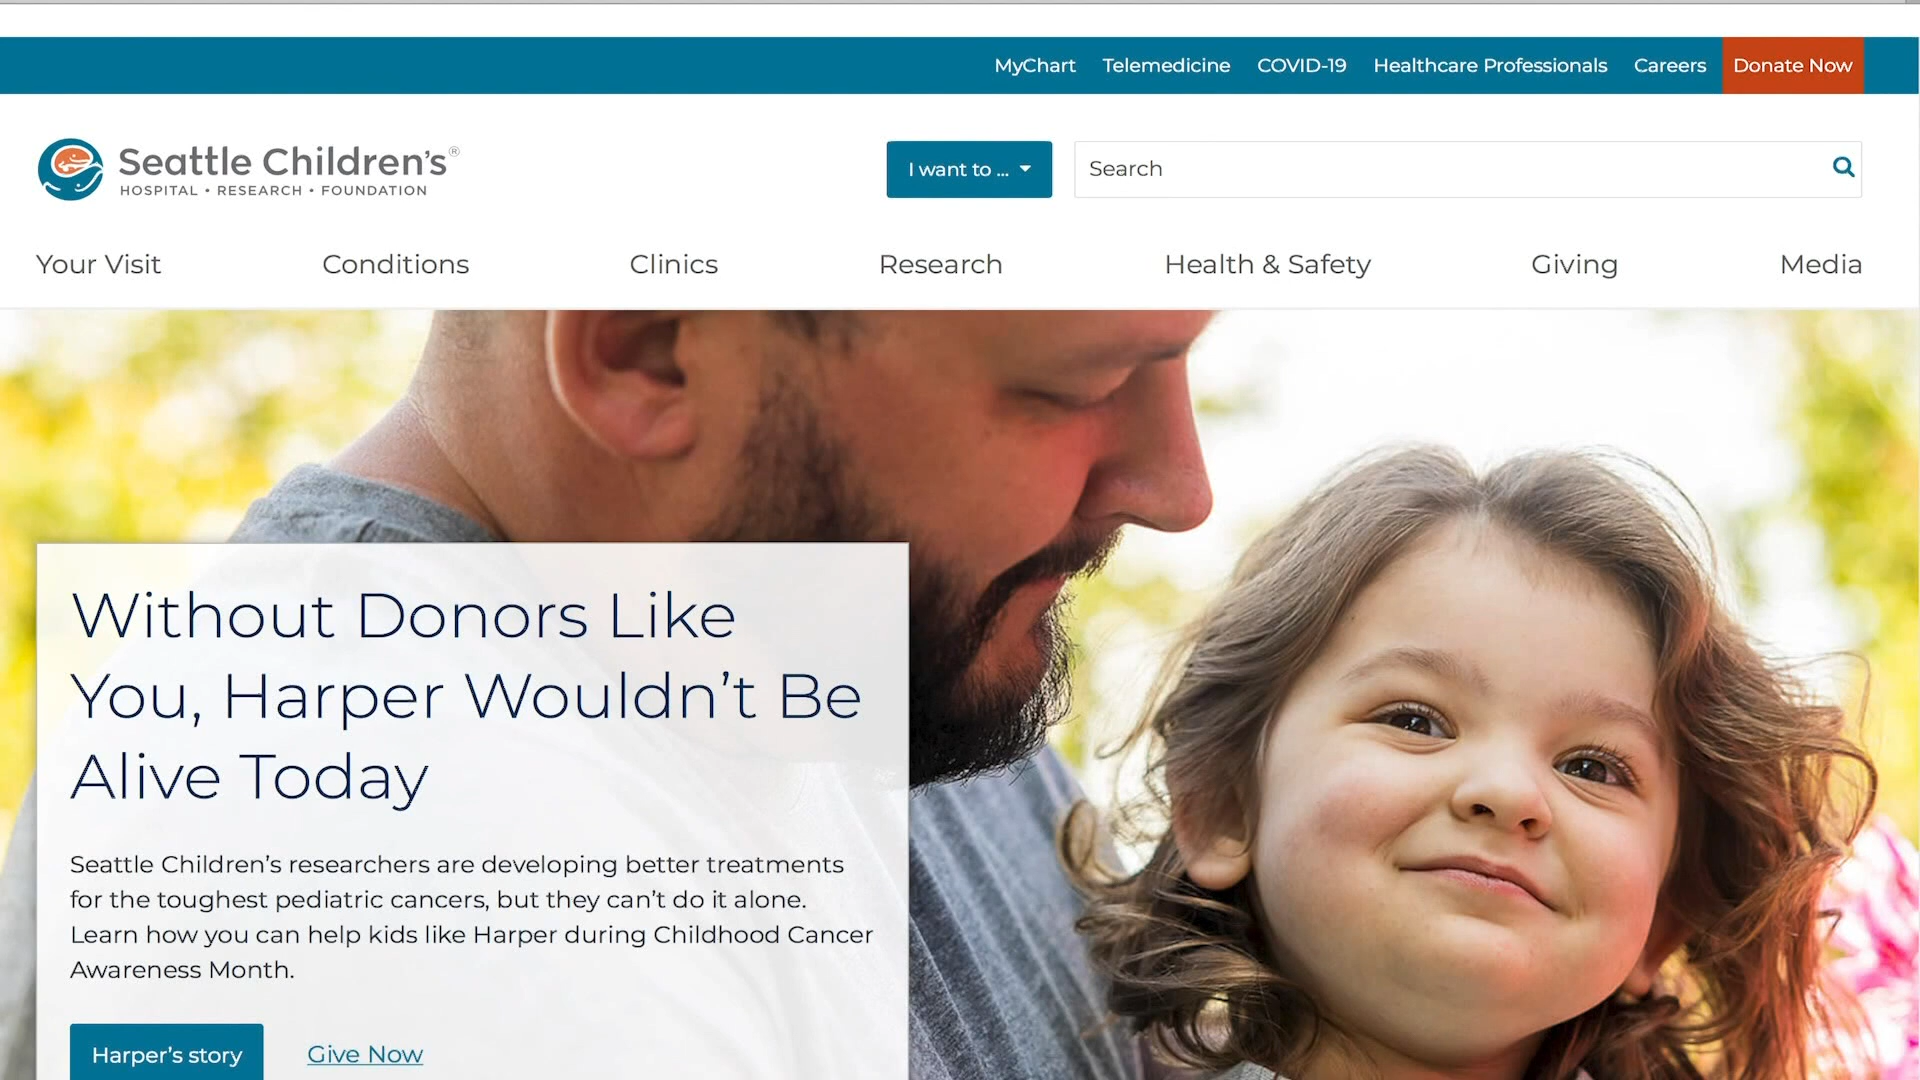 MyChart Telemedicine COVID-19 Healthcare Professionals Careers Donate Now
Seattle Children's®
HOSPITAL • RESEARCH • FOUNDATION
I want to ...
Search
Your Visit Conditions Clinics Research Health & Safety Giving Media
Without Donors Like
You, Harper Wouldn't Be
Alive Today
Seattle Children's researchers are developing better treatments
for the toughest pediatric cancers, but they can't do it alone.
Learn how you can help kids like Harper during Childhood Cancer
Awareness Month.
Harper's story Give Now